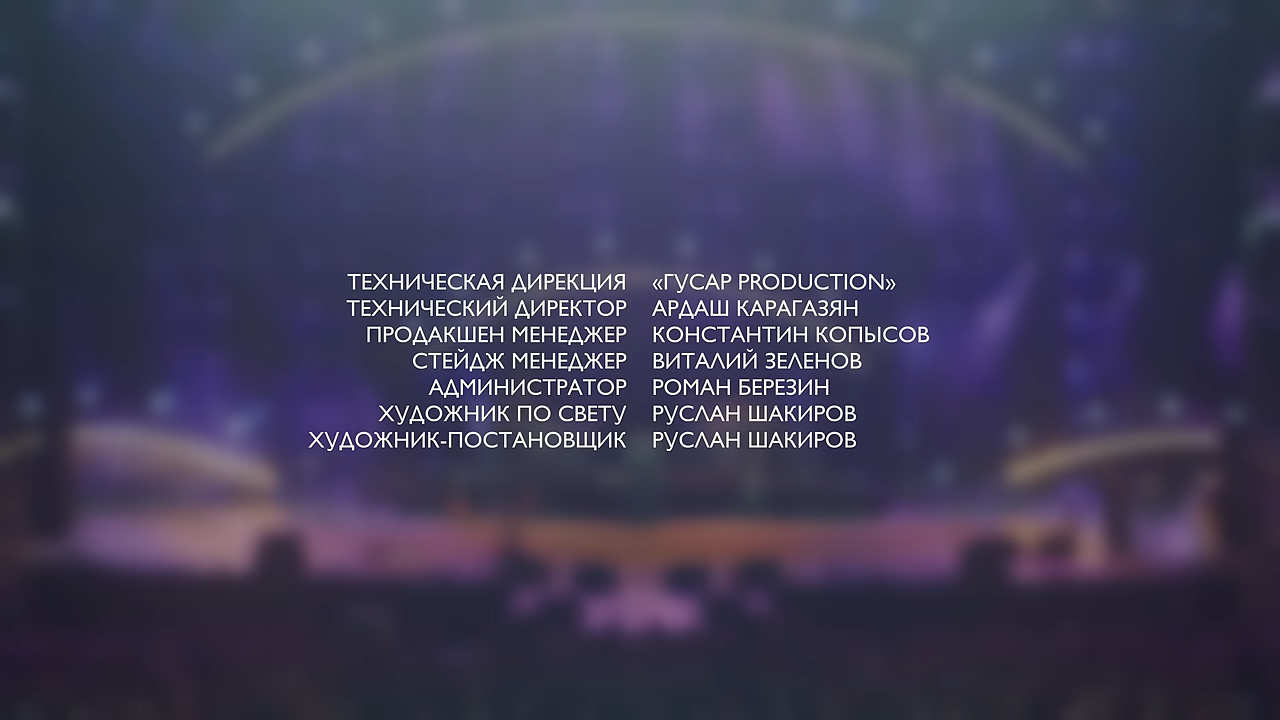 ТЕХНИЧЕСКАЯ ДИРЕКЦИЯ «ГУСАР PRODUCTION»
ТЕХНИЧЕСКИЙ ДИРЕКТОР АРДАШ КАРАГАЗЯН
ПРОДАКШЕН МЕНЕДЖЕР КОНСТАНТИН КОПЫСОВ
СТЕЙДЖ МЕНЕДЖЕР ВИТАЛИЙ ЗЕЛЕНОВ
АДМИНИСТРАТОР РОМАН БЕРЕЗИН
ХУДОЖНИК ПО СВЕТУ РУСЛАН ШАКИРОВ
ХУДОЖНИК-ПОСТАНОВЩИК РУСЛАН ШАКИРОВ